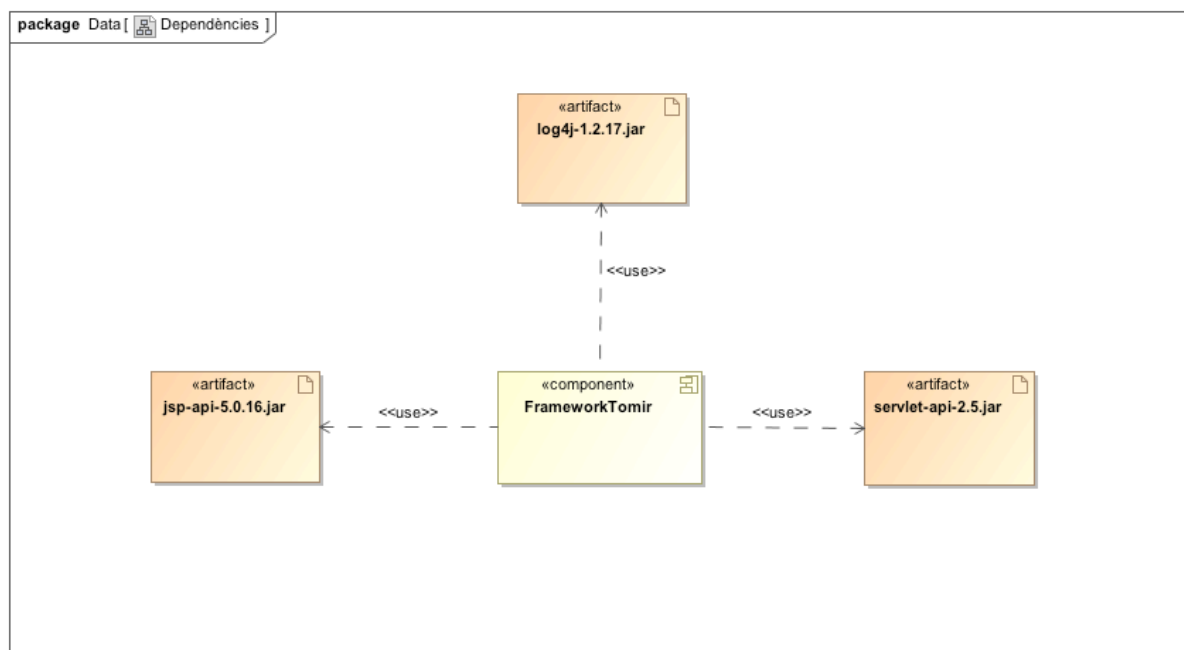 package Data [ Dependències ]
«artifact»
log4j-1.2.17.jar
<<use>>
«artifact»
jsp-api-5.0.16.jar
<<use>>
«component»
FrameworkTomir
<<use>>
«artifact»
servlet-api-2.5.jar